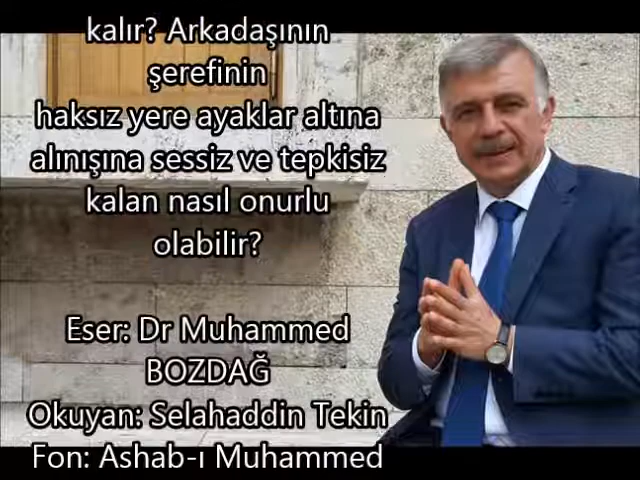 kalır? Arkadaşının
şerefinin
haksız yere ayaklar altına
alınışına sessiz ve tepkisiz
kalan nasıl onurlu
olabilir?
Eser: Dr Muhammed
BOZDAĞ
Okuyan: Selahaddin Tekin
Fon: Ashab-ı Muhammed